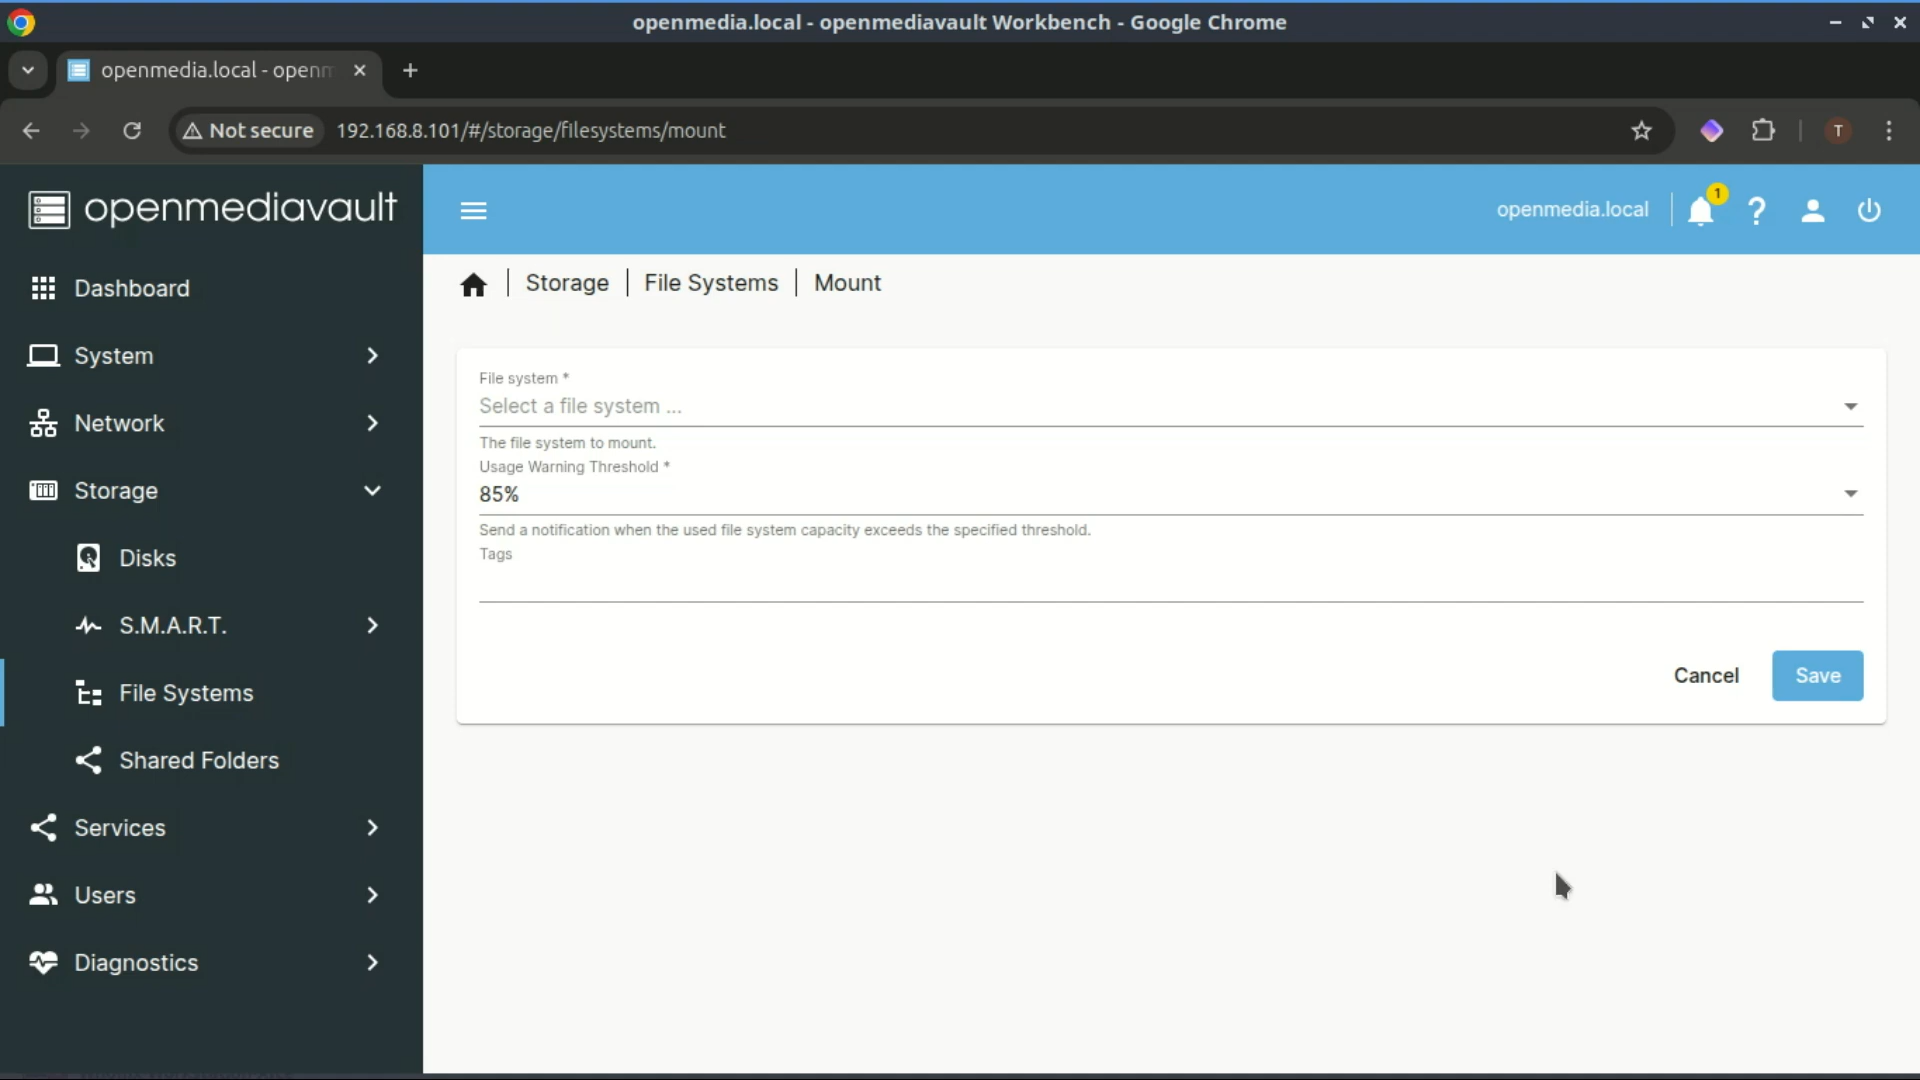 openmedia.local - openmediavault Workbench - Google Chrome
openmedia.local - openm
Not secure 192.168.8.101/#/storage/filesystems/mount
T
openmediavault
openmedia.local
1
Dashboard
System
Network
Storage
Disks
S.M.A.R.T.
File Systems
Shared Folders
Services
Users
Diagnostics
Storage | File Systems | Mount
File system *
Select a file system ...
The file system to mount.
Usage Warning Threshold *
85%
Send a notification when the used file system capacity exceeds the specified threshold.
Tags
Cancel Save